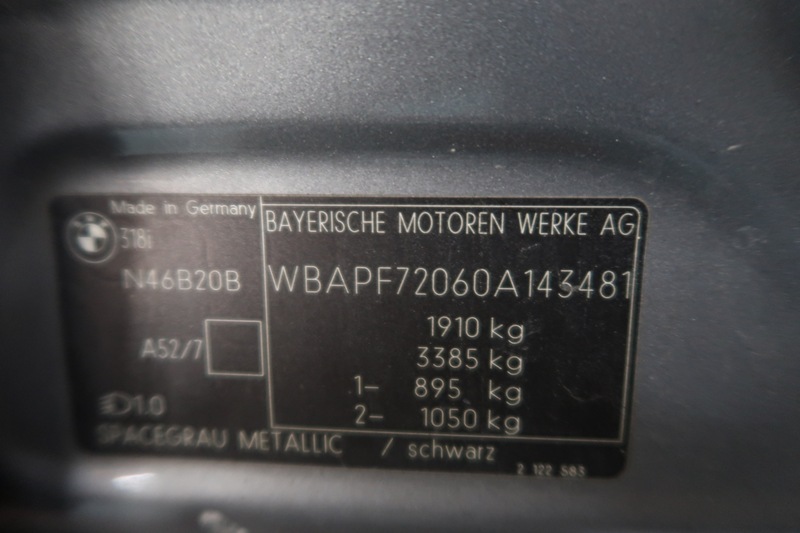 Made in Germany
318i
N46B20B
A52/7
1.0
BAYERISCHE MOTOREN WERKE AG
WBAPF72060A143481
1910 kg
3385 kg
1- 895 kg
2- 1050 kg
SPACEGRAU METALLIC / schwarz
2 122 583